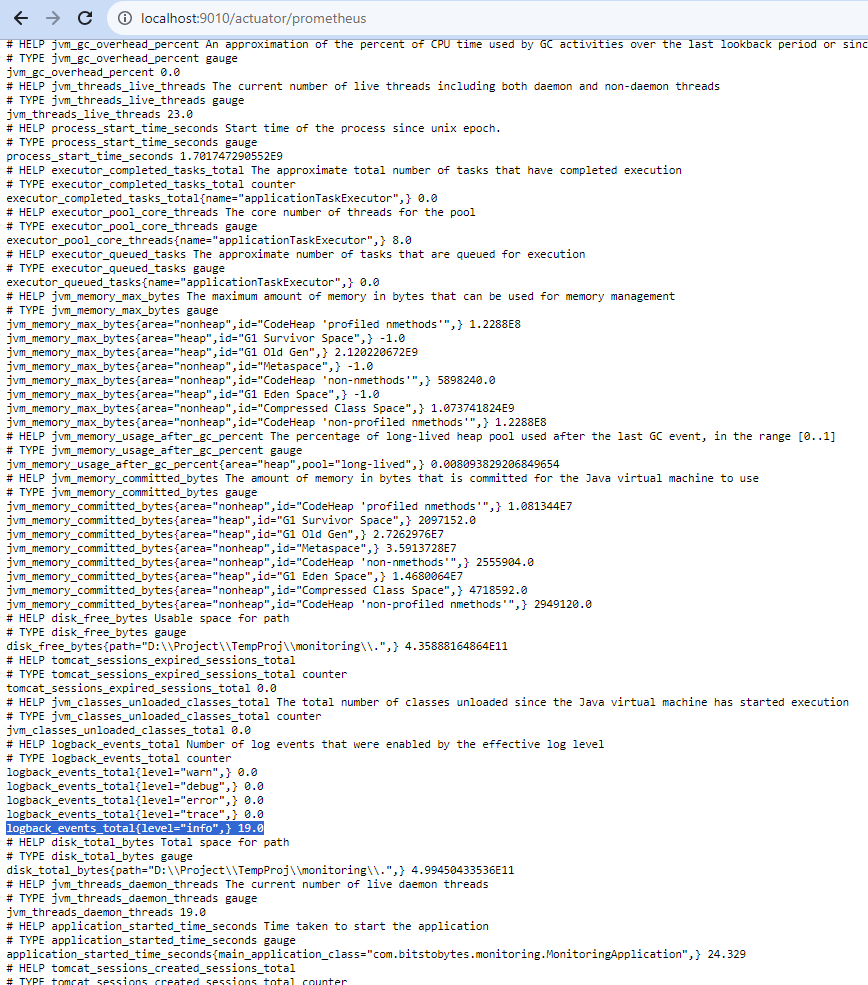 localhost:9010/actuator/prometheus
# HELP jvm_gc_overhead_percent An approximation of the percent of CPU time used by GC activities over the last lookback period or sinc
# TYPE jvm_gc_overhead_percent gauge
jvm_gc_overhead_percent 0.0
# HELP jvm_threads_live_threads The current number of live threads including both daemon and non-daemon threads
# TYPE jvm_threads_live_threads gauge
jvm_threads_live_threads 23.0
# HELP process_start_time_seconds Start time of the process since unix epoch.
# TYPE process_start_time_seconds gauge
process_start_time_seconds 1.701747290552E9
# HELP executor_completed_tasks_total The approximate total number of tasks that have completed execution
# TYPE executor_completed_tasks_total counter
executor_completed_tasks_total{name="applicationTaskExecutor",} 0.0
# HELP executor_pool_core_threads The core number of threads for the pool
# TYPE executor_pool_core_threads gauge
executor_pool_core_threads{name="applicationTaskExecutor",} 8.0
# HELP executor_queued_tasks The approximate number of tasks that are queued for execution
# TYPE executor_queued_tasks gauge
executor_queued_tasks{name="applicationTaskExecutor",} 0.0
# HELP jvm_memory_max_bytes The maximum amount of memory in bytes that can be used for memory management
# TYPE jvm_memory_max_bytes gauge
jvm_memory_max_bytes{area="nonheap",id="CodeHeap 'profiled nmethods'",} 1.2288E8
jvm_memory_max_bytes{area="heap",id="G1 Survivor Space",} -1.0
jvm_memory_max_bytes{area="heap",id="G1 Old Gen",} 2.120220672E9
jvm_memory_max_bytes{area="nonheap",id="Metaspace",} -1.0
jvm_memory_max_bytes{area="nonheap",id="CodeHeap 'non-nmethods'",} 5898240.0
jvm_memory_max_bytes{area="heap",id="G1 Eden Space",} -1.0
jvm_memory_max_bytes{area="nonheap",id="Compressed Class Space",} 1.073741824E9
jvm_memory_max_bytes{area="nonheap",id="CodeHeap 'non-profiled nmethods'",} 1.2288E8
# HELP jvm_memory_usage_after_gc_percent The percentage of long-lived heap pool used after the last GC event, in the range [0..1]
# TYPE jvm_memory_usage_after_gc_percent gauge
jvm_memory_usage_after_gc_percent{area="heap",pool="long-lived",} 0.008093829206849654
# HELP jvm_memory_committed_bytes The amount of memory in bytes that is committed for the Java virtual machine to use
# TYPE jvm_memory_committed_bytes gauge
jvm_memory_committed_bytes{area="nonheap",id="CodeHeap 'profiled nmethods'",} 1.081344E7
jvm_memory_committed_bytes{area="heap",id="G1 Survivor Space",} 2097152.0
jvm_memory_committed_bytes{area="heap",id="G1 Old Gen",} 2.7262976E7
jvm_memory_committed_bytes{area="nonheap",id="Metaspace",} 3.5913728E7
jvm_memory_committed_bytes{area="nonheap",id="CodeHeap 'non-nmethods'",} 2555904.0
jvm_memory_committed_bytes{area="heap",id="G1 Eden Space",} 1.4680064E7
jvm_memory_committed_bytes{area="nonheap",id="Compressed Class Space",} 4718592.0
jvm_memory_committed_bytes{area="nonheap",id="CodeHeap 'non-profiled nmethods'",} 2949120.0
# HELP disk_free_bytes Usable space for path
# TYPE disk_free_bytes gauge
disk_free_bytes{path="D:\\Project\\TempProj\\monitoring\\.",} 4.35888164864E11
# HELP tomcat_sessions_expired_sessions_total
# TYPE tomcat_sessions_expired_sessions_total counter
tomcat_sessions_expired_sessions_total 0.0
# HELP jvm_classes_unloaded_classes_total The total number of classes unloaded since the Java virtual machine has started execution
# TYPE jvm_classes_unloaded_classes_total counter
jvm_classes_unloaded_classes_total 0.0
# HELP logback_events_total Number of log events that were enabled by the effective log level
# TYPE logback_events_total counter
logback_events_total{level="warn",} 0.0
logback_events_total{level="debug",} 0.0
logback_events_total{level="error",} 0.0
logback_events_total{level="trace",} 0.0
logback_events_total{level="info",} 19.0
# HELP disk_total_bytes Total space for path
# TYPE disk_total_bytes gauge
disk_total_bytes{path="D:\\Project\\TempProj\\monitoring\\.",} 4.99450433536E11
# HELP jvm_threads_daemon_threads The current number of live daemon threads
# TYPE jvm_threads_daemon_threads gauge
jvm_threads_daemon_threads 19.0
# HELP application_started_time_seconds Time taken to start the application
# TYPE application_started_time_seconds gauge
application_started_time_seconds{main_application_class="com.bitstobytes.monitoring.MonitoringApplication",} 24.329
# HELP tomcat_sessions_created_sessions_total
# TYPE tomcat_sessions_created_sessions_total counter